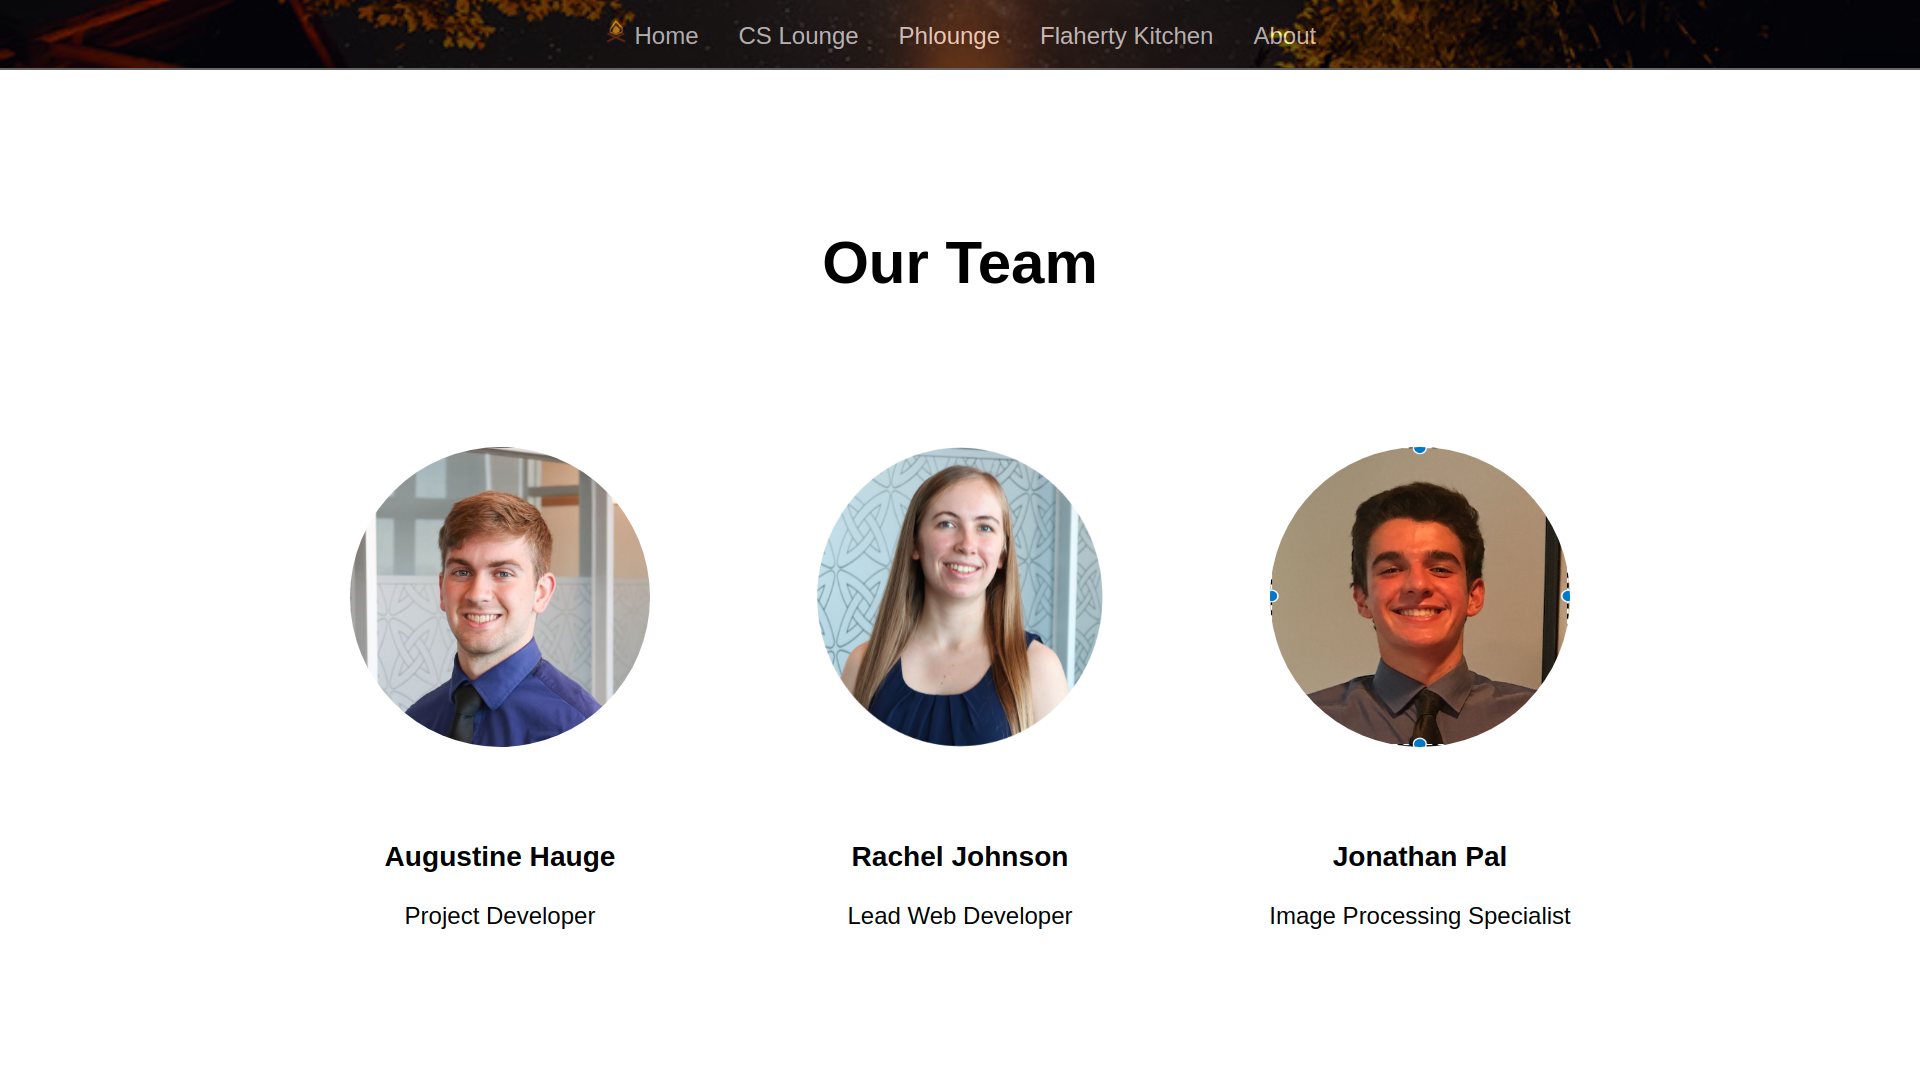 Home CS Lounge Phlounge Flaherty Kitchen About
Our Team
Augustine Hauge Rachel Johnson Jonathan Pal
Project Developer Lead Web Developer Image Processing Specialist